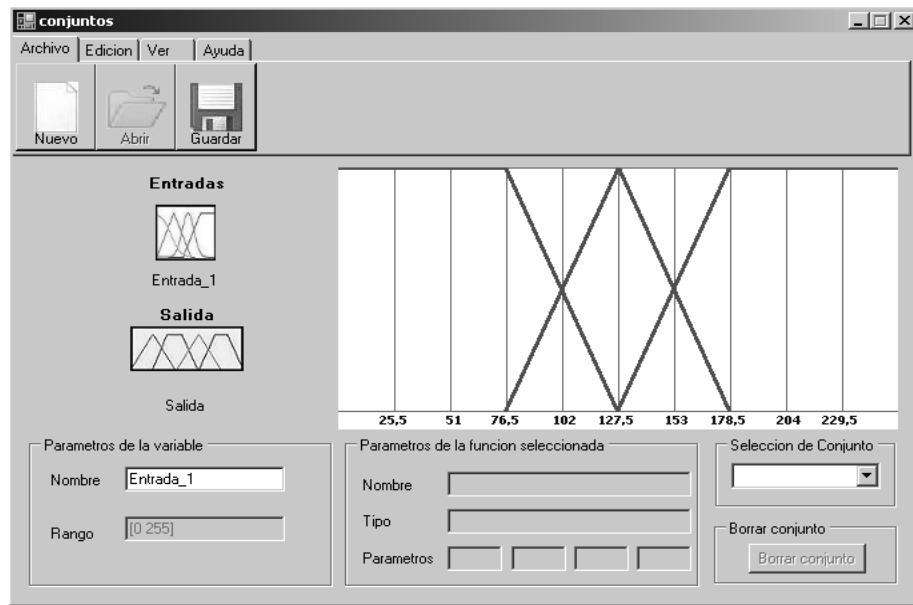 conjuntos
Archivo Edicion Ver Ayuda
Nuevo Abrir Guardar
Entradas
Entrada_1
Salida
Salida
25,5 51 76,5 102 127,5 153 178,5 204 229,5
Parametros de la variable
Nombre Entrada_1
Rango [0 255]
Parametros de la funcion seleccionada
Nombre
Tipo
Parametros
Seleccion de Conjunto
Borrar conjunto
Borrar conjunto